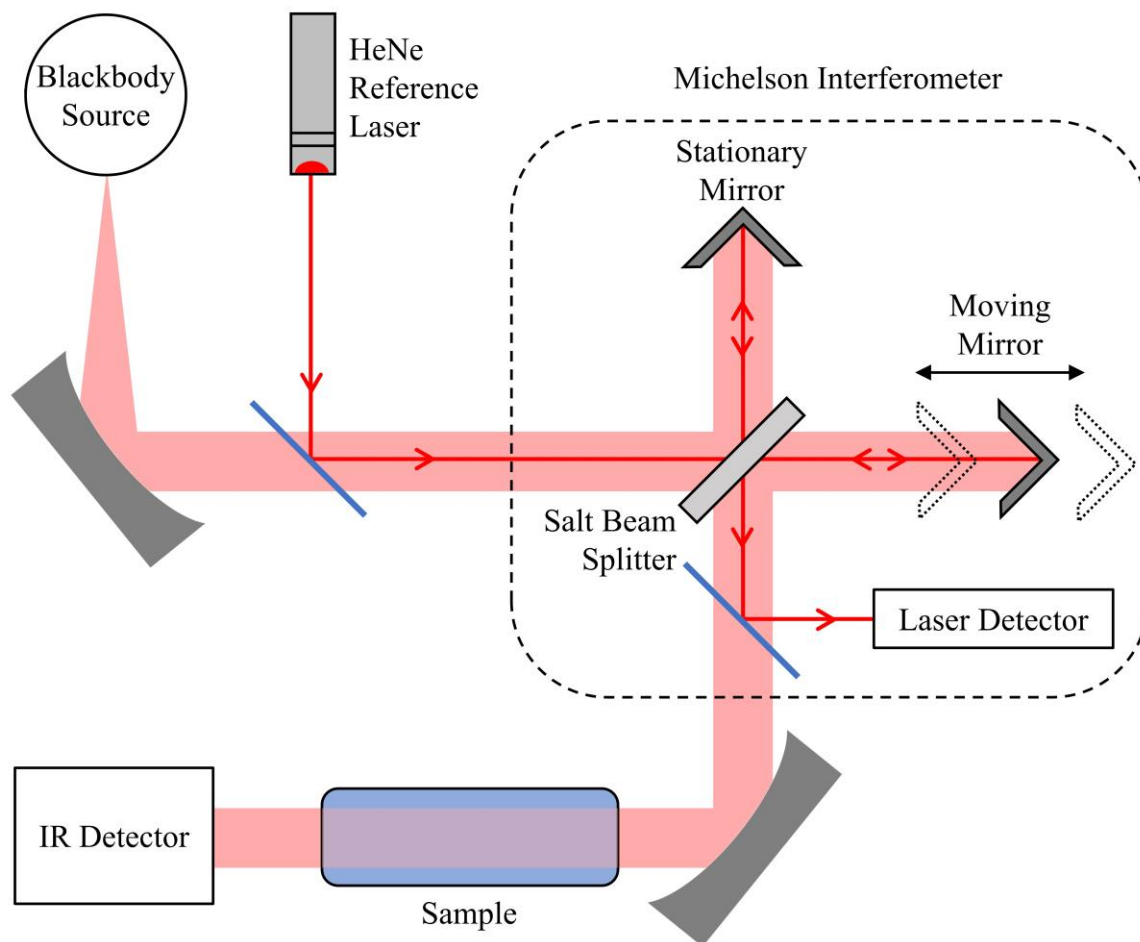 Blackbody
Source
HeNe
Reference
Laser
Michelson Interferometer
Stationary
Mirror
Moving
Mirror
Salt Beam
Splitter
Laser Detector
IR Detector
Sample